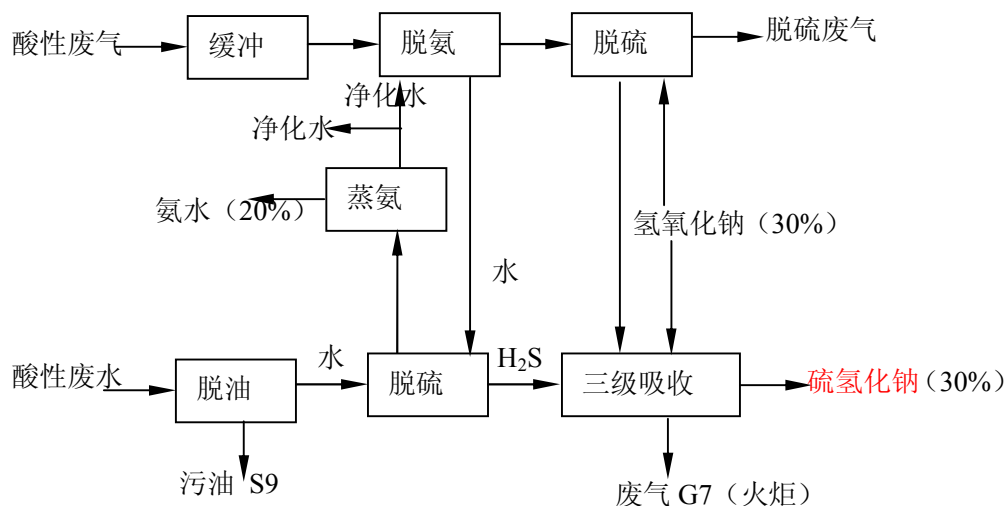 酸性废气
缓冲
脱氨
脱硫
脱硫废气
净化水
净化水
蒸氨
氨水（20%）
氢氧化钠（30%）
水
酸性废水
脱油
水
脱硫
H₂S
三级吸收
硫氢化钠（30%）
污油 S9
废气 G7（火炬）